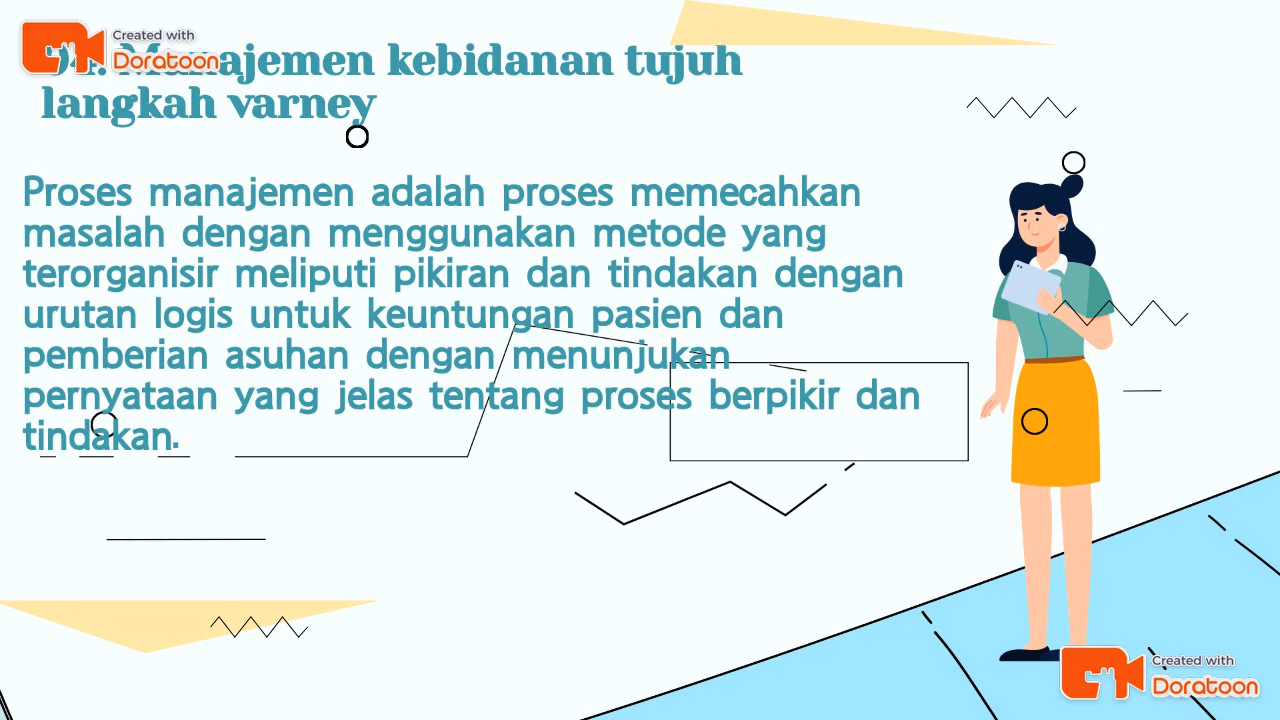 Created with
Doratoon
04. Manajemen kebidanan tujuh
langkah varney
Proses manajemen adalah proses memecahkan
masalah dengan menggunakan metode yang
terorganisir meliputi pikiran dan tindakan dengan
urutan logis untuk keuntungan pasien dan
pemberian asuhan dengan menunjukan
pernyataan yang jelas tentang proses berpikir dan
tindakan.
Created with
Doratoon